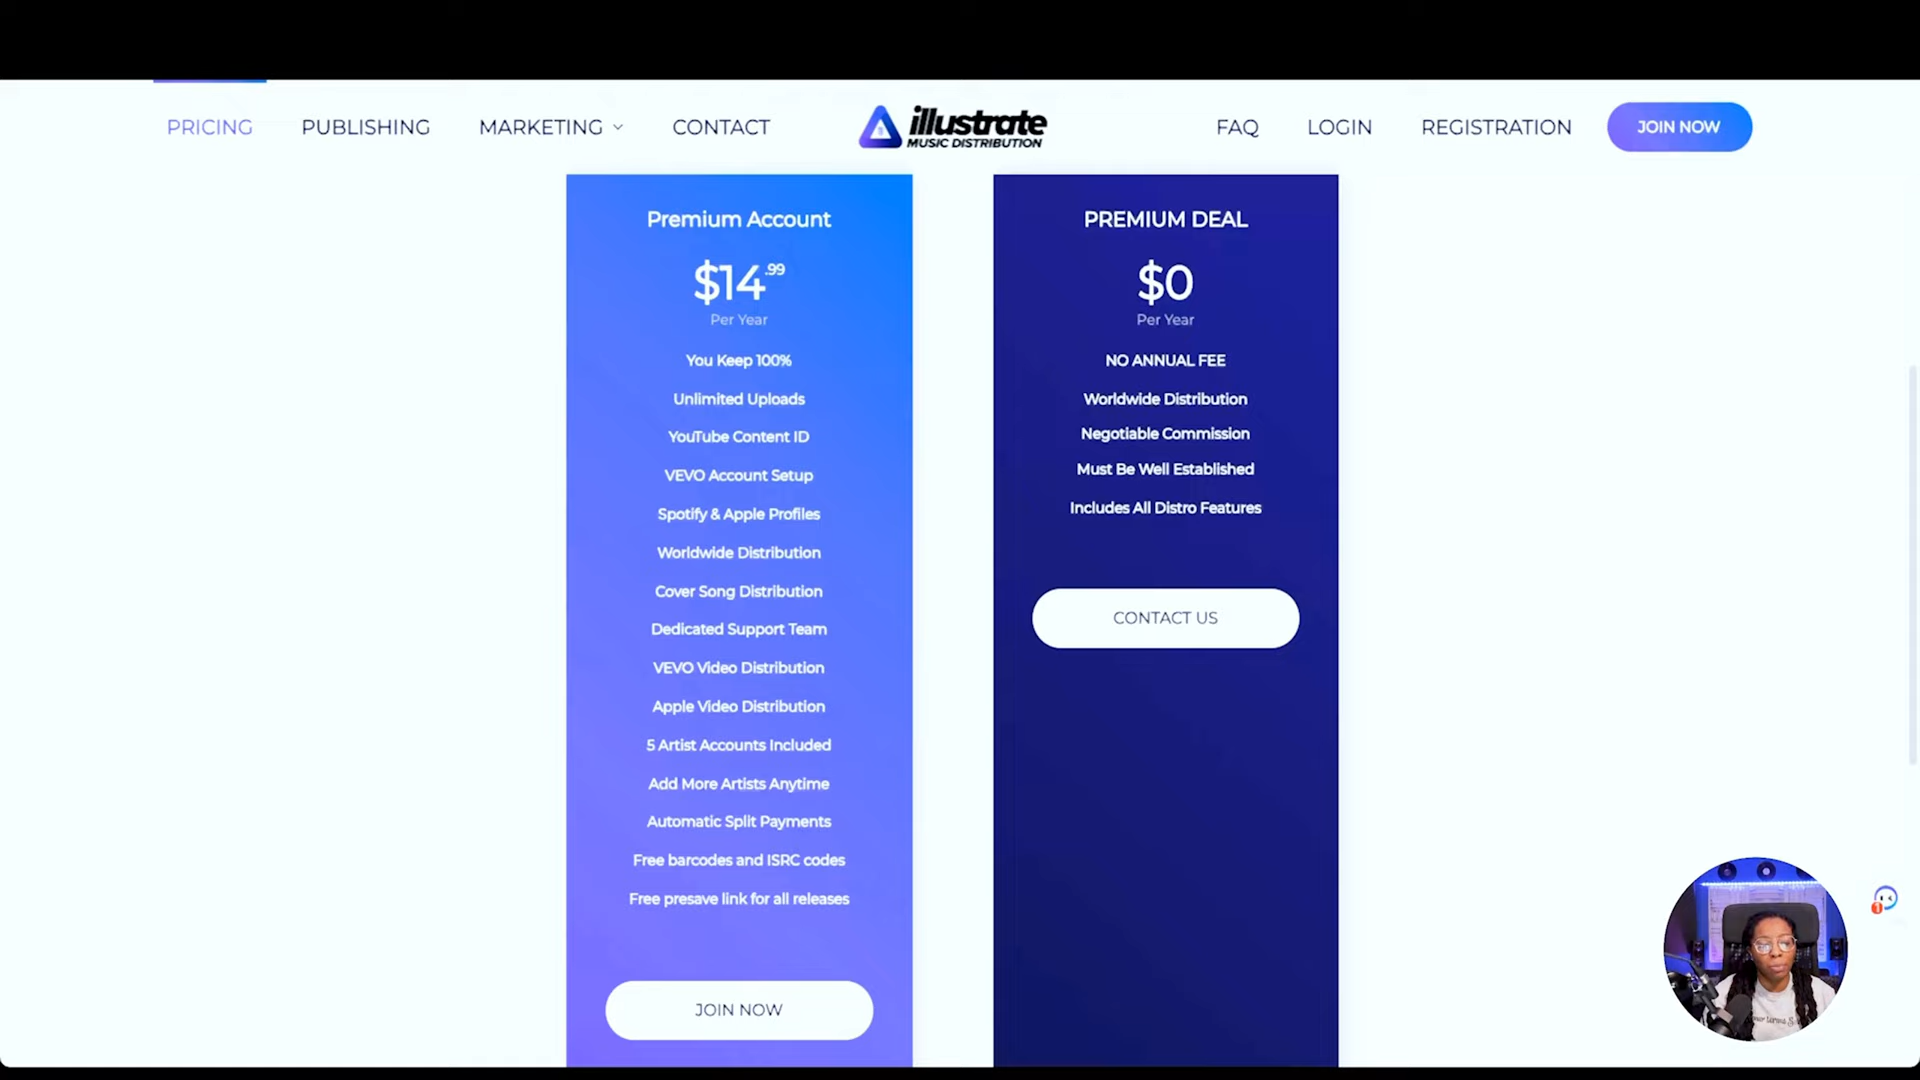 PRICING PUBLISHING MARKETING CONTACT illustrate MUSIC DISTRIBUTION FAQ LOGIN REGISTRATION JOIN NOW
Premium Account
$14.99
Per Year
You Keep 100%
Unlimited Uploads
YouTube Content ID
VEVO Account Setup
Spotify & Apple Profiles
Worldwide Distribution
Cover Song Distribution
Dedicated Support Team
VEVO Video Distribution
Apple Video Distribution
5 Artist Accounts Included
Add More Artists Anytime
Automatic Split Payments
Free barcodes and ISRC codes
Free presave link for all releases
JOIN NOW
PREMIUM DEAL
$0
Per Year
NO ANNUAL FEE
Worldwide Distribution
Negotiable Commission
Must Be Well Established
Includes All Distro Features
CONTACT US
1